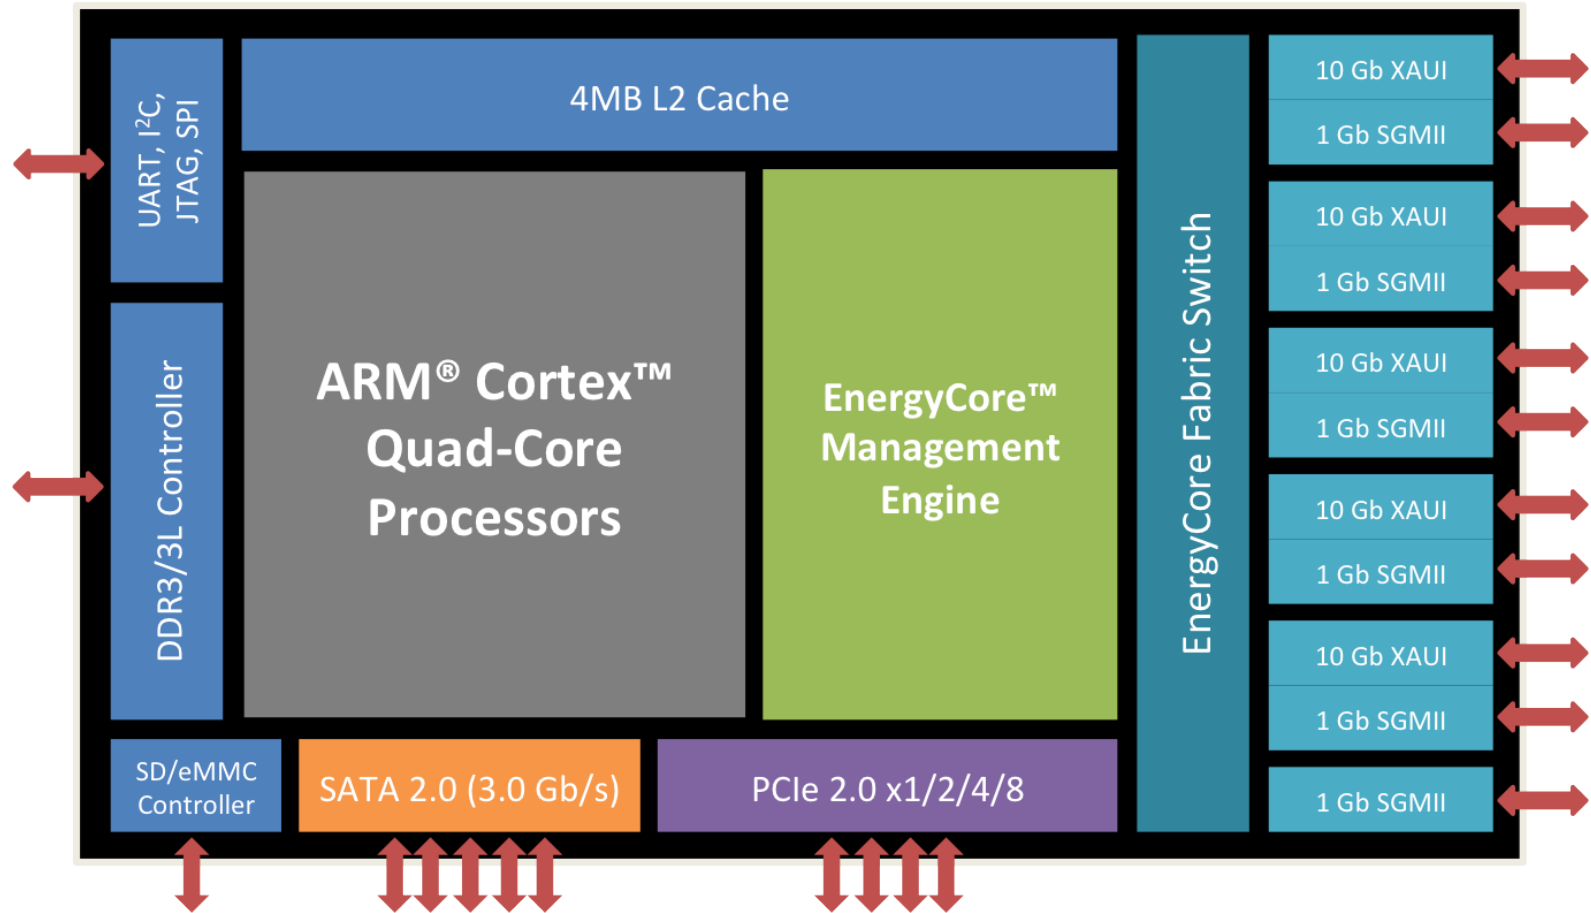 UART, I²C,
JTAG, SPI
4MB L2 Cache
DDR3/3L Controller
ARM® Cortex™
Quad-Core
Processors
EnergyCore™
Management
Engine
SD/eMMC
Controller
SATA 2.0 (3.0 Gb/s)
PCIe 2.0 x1/2/4/8
EnergyCore Fabric Switch
10 Gb XAUI
1 Gb SGMII
10 Gb XAUI
1 Gb SGMII
10 Gb XAUI
1 Gb SGMII
10 Gb XAUI
1 Gb SGMII
10 Gb XAUI
1 Gb SGMII
1 Gb SGMII